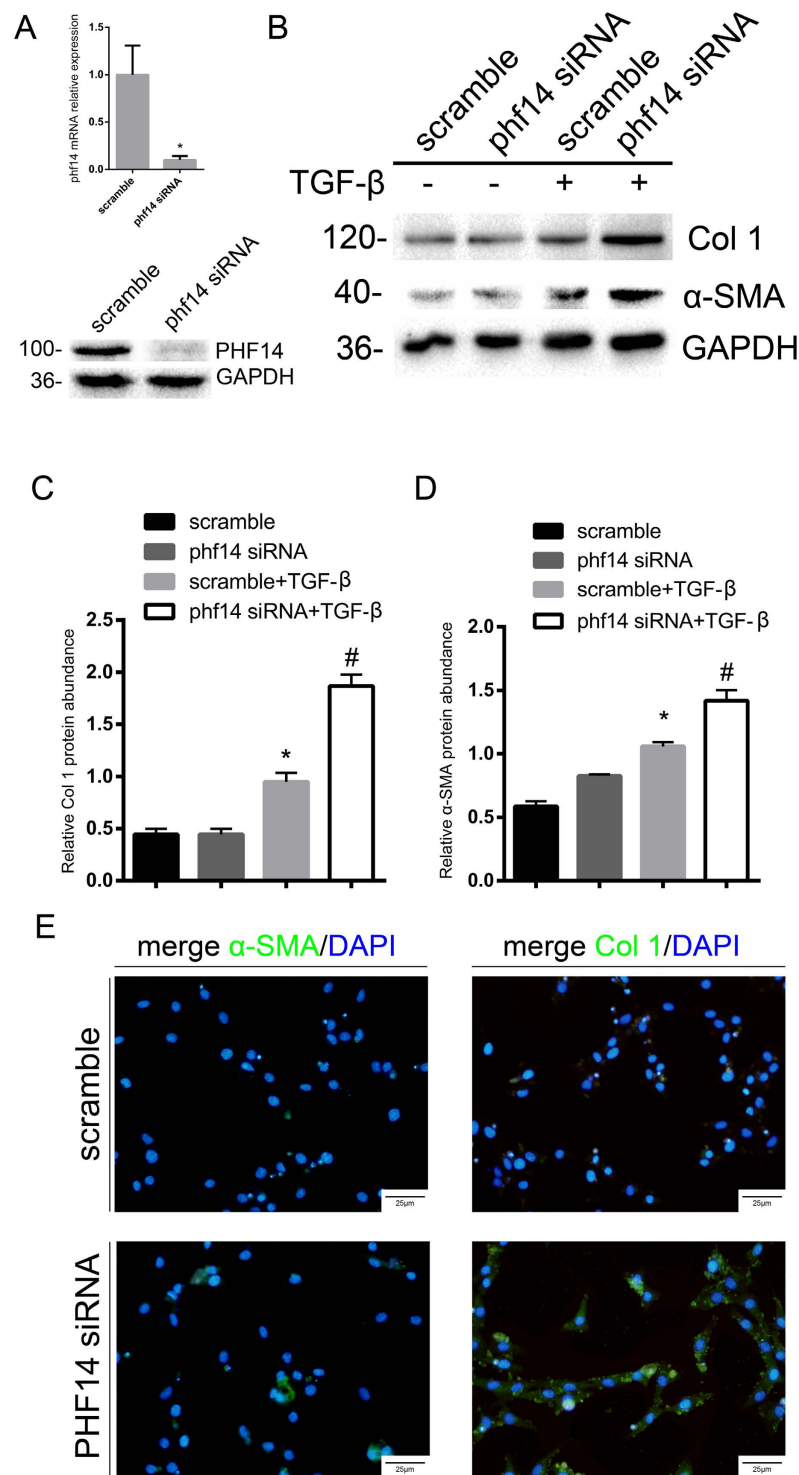 A
phf14 mRNA relative expression
1.5
1.0
0.5
0.0
*
scramble
phf14 siRNA
scramble
phf14 siRNA
100-
PHF14
36-
GAPDH
B
scramble
phf14 siRNA
scramble
phf14 siRNA
TGF-β - - + +
120-
Col 1
40-
α-SMA
36-
GAPDH
C
scramble
phf14 siRNA
scramble+TGF-β
phf14 siRNA+TGF-β
Relative Col 1 protein abundance
2.5
2.0
1.5
1.0
0.5
0.0
*
#
D
scramble
phf14 siRNA
scramble+TGF-β
phf14 siRNA+TGF-β
Relative α-SMA protein abundance
2.0
1.5
1.0
0.5
0.0
*
#
E
merge α-SMA/DAPI
merge Col 1/DAPI
scramble
25μm
25μm
PHF14 siRNA
25μm
25μm